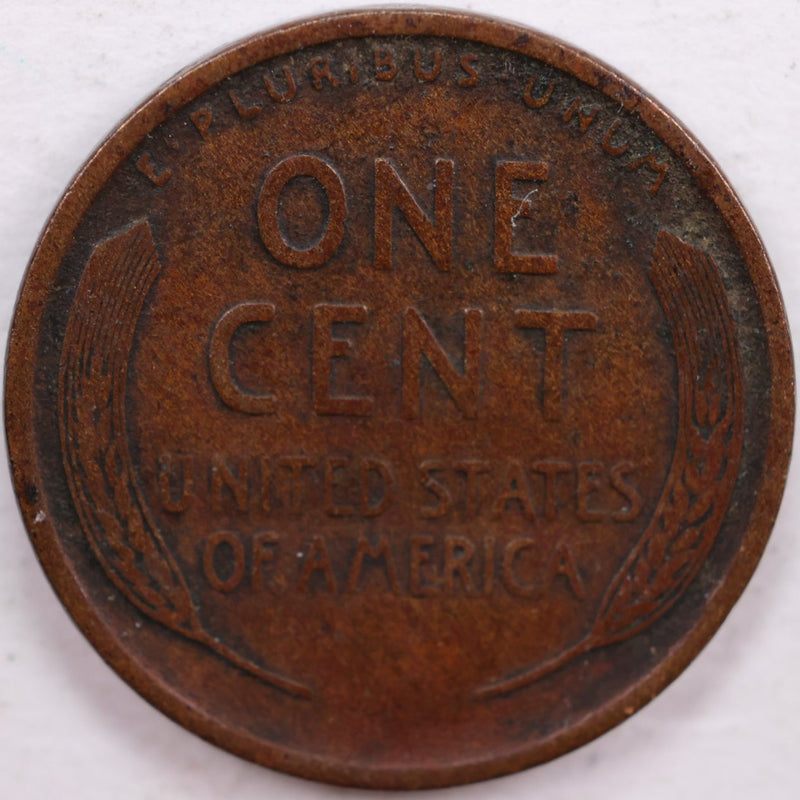 E·PLURIBUS·UNUM
ONE
CENT
UNITED STATES
OF AMERICA